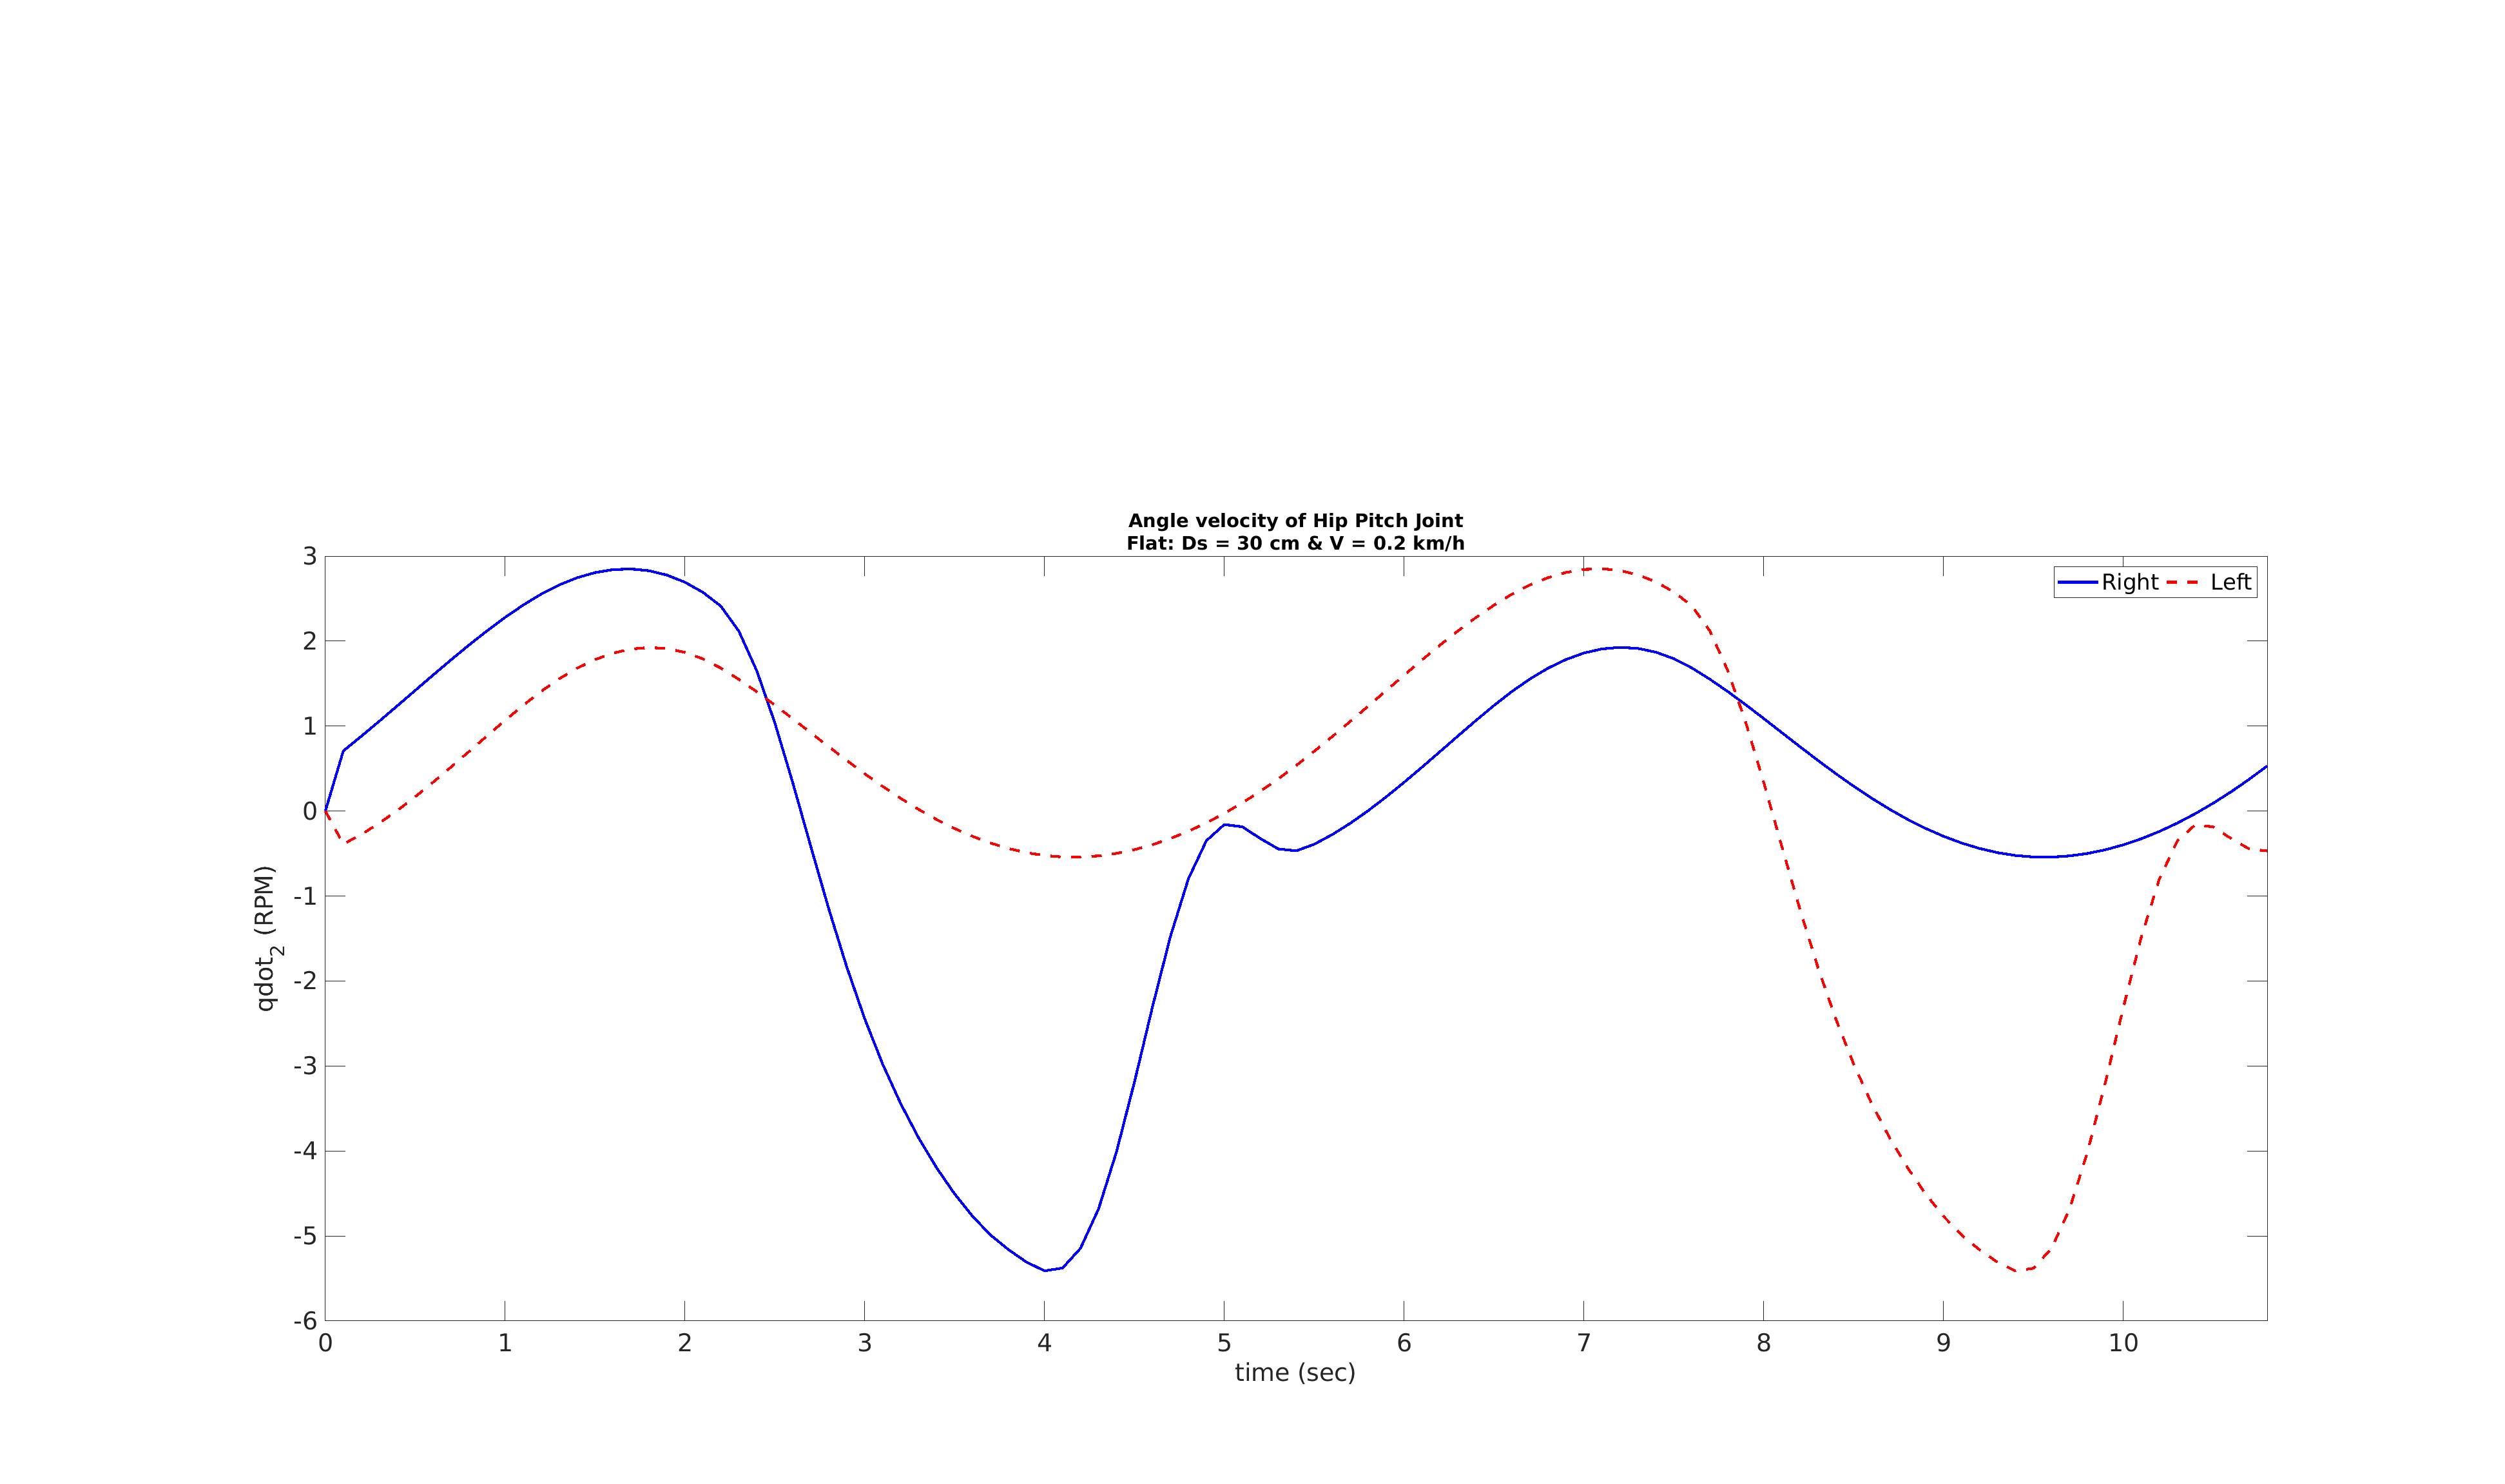 Angle velocity of Hip Pitch Joint
Flat: Ds = 30 cm & V = 0.2 km/h
Right Left
3
2
1
0
-1
-2
-3
-4
-5
-6
qdot2 (RPM)
0 1 2 3 4 5 6 7 8 9 10
time (sec)